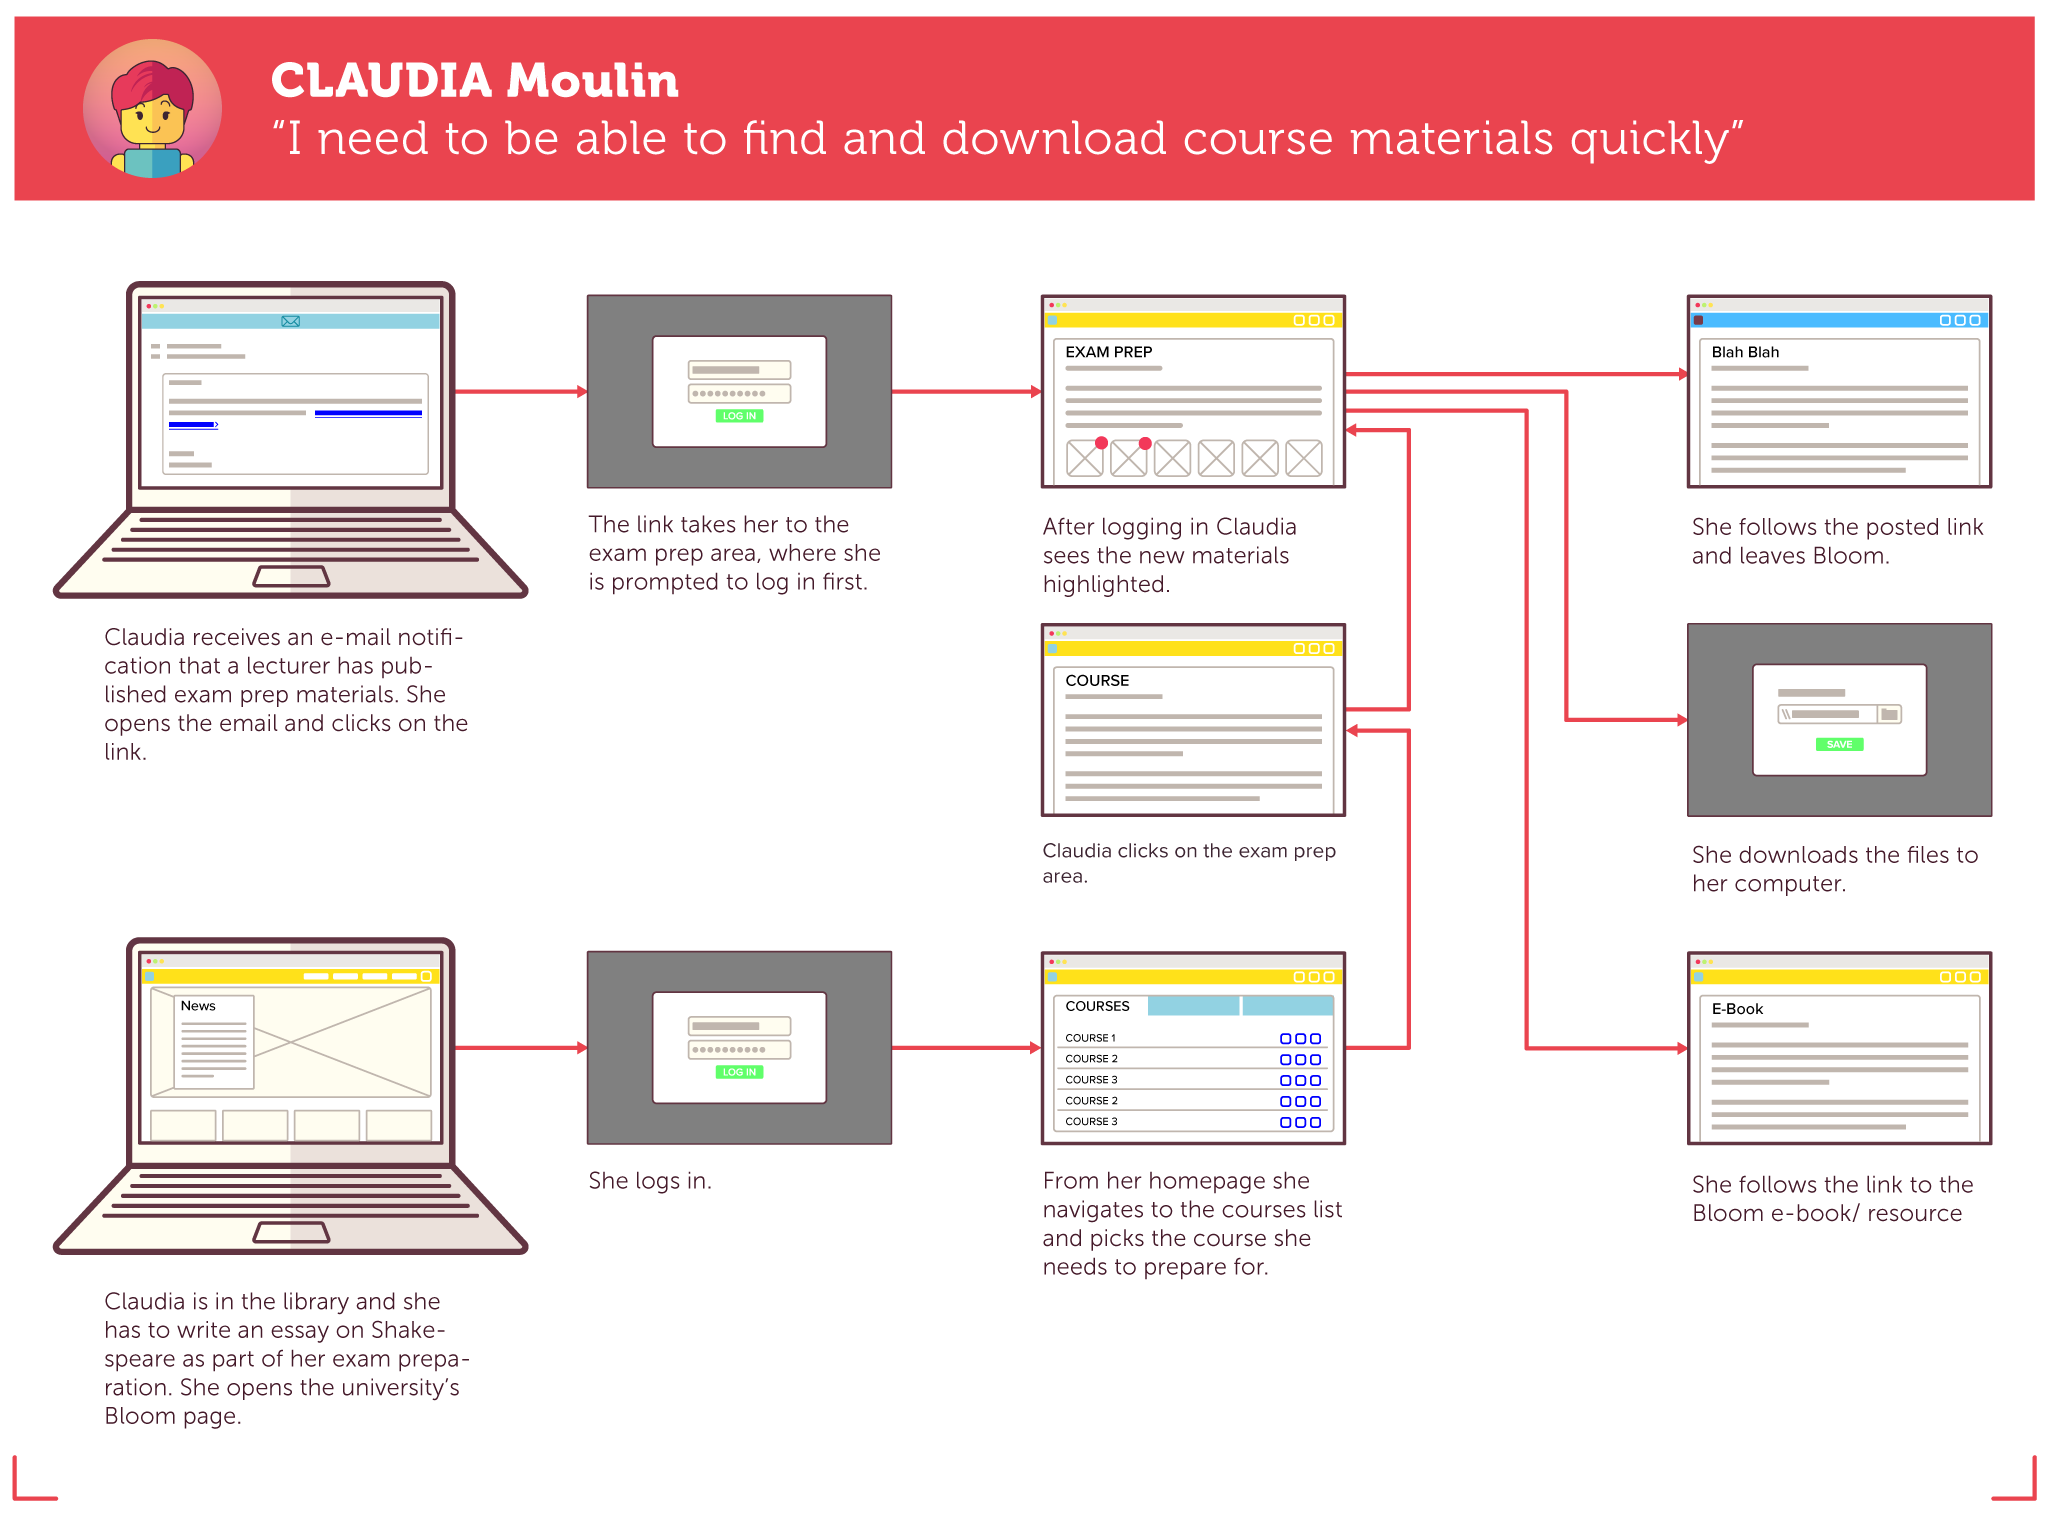 CLAUDIA Moulin
“I need to be able to find and download course materials quickly”
LOG IN
EXAM PREP
Blah Blah
The link takes her to the
exam prep area, where she
is prompted to log in first.
After logging in Claudia
sees the new materials
highlighted.
She follows the posted link
and leaves Bloom.
Claudia receives an e-mail notifi-
cation that a lecturer has pub-
lished exam prep materials. She
opens the email and clicks on the
link.
COURSE
Claudia clicks on the exam prep
area.
SAVE
She downloads the files to
her computer.
News
LOG IN
COURSES
COURSE 1
COURSE 2
COURSE 3
COURSE 2
COURSE 3
E-Book
She logs in.
From her homepage she
navigates to the courses list
and picks the course she
needs to prepare for.
She follows the link to the
Bloom e-book/ resource
Claudia is in the library and she
has to write an essay on Shake-
speare as part of her exam prepa-
ration. She opens the university’s
Bloom page.